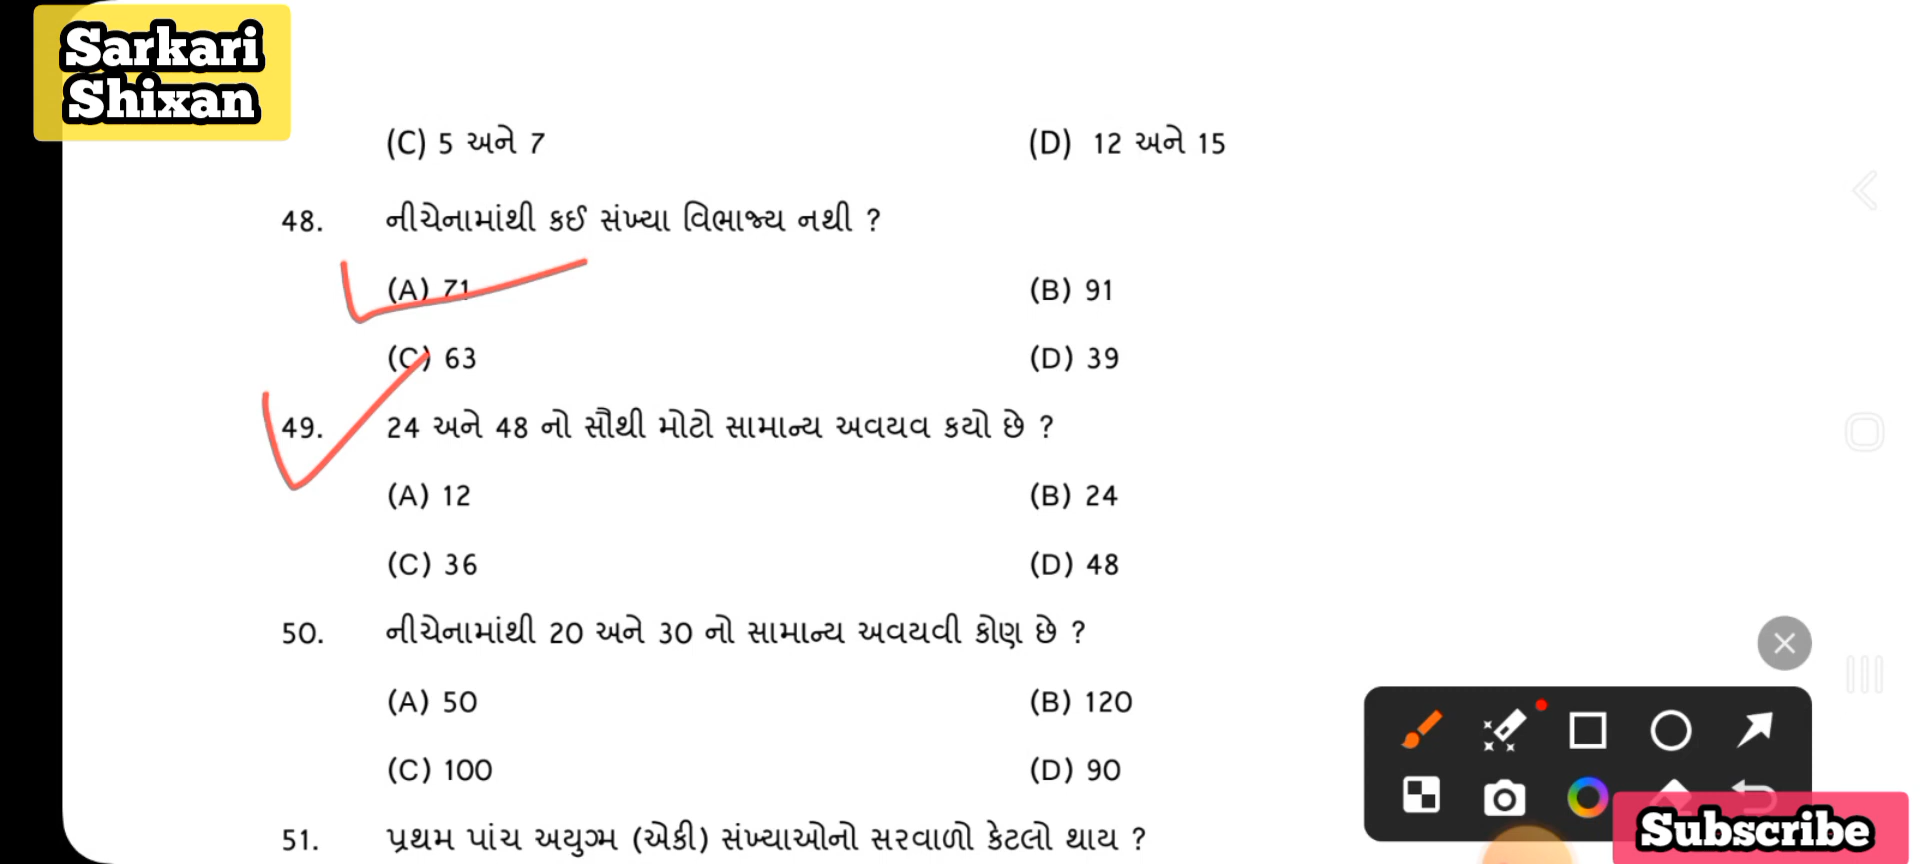 Sarkari
Shixan
(C) 5 અને 7 (D) 12 અને 15
48. નીચેનામાંથી કઈ સંખ્યા વિભાજ્ય નથી ?
(A) 71 (B) 91
(C) 63 (D) 39
49. 24 અને 48 નો સૌથી મોટો સામાન્ય અવયવ કયો છે ?
(A) 12 (B) 24
(C) 36 (D) 48
50. નીચેનામાંથી 20 અને 30 નો સામાન્ય અવયવી કોણ છે ?
(A) 50 (B) 120
(C) 100 (D) 90
51. પ્રથમ પાંચ અયુગ્મ (એકી) સંખ્યાઓનો સરવાળો કેટલો થાય ?
Subscribe